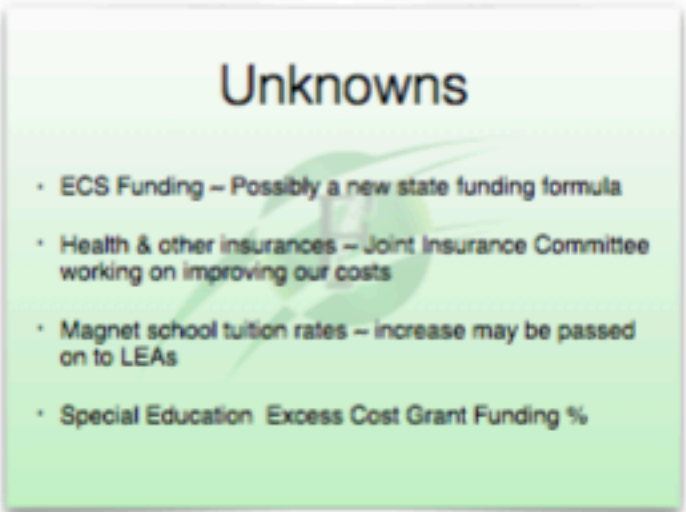 Unknowns
• ECS Funding – Possibly a new state funding formula
• Health & other insurances – Joint Insurance Committee
working on improving our costs
• Magnet school tuition rates – increase may be passed
on to LEAs
• Special Education  Excess Cost Grant Funding %